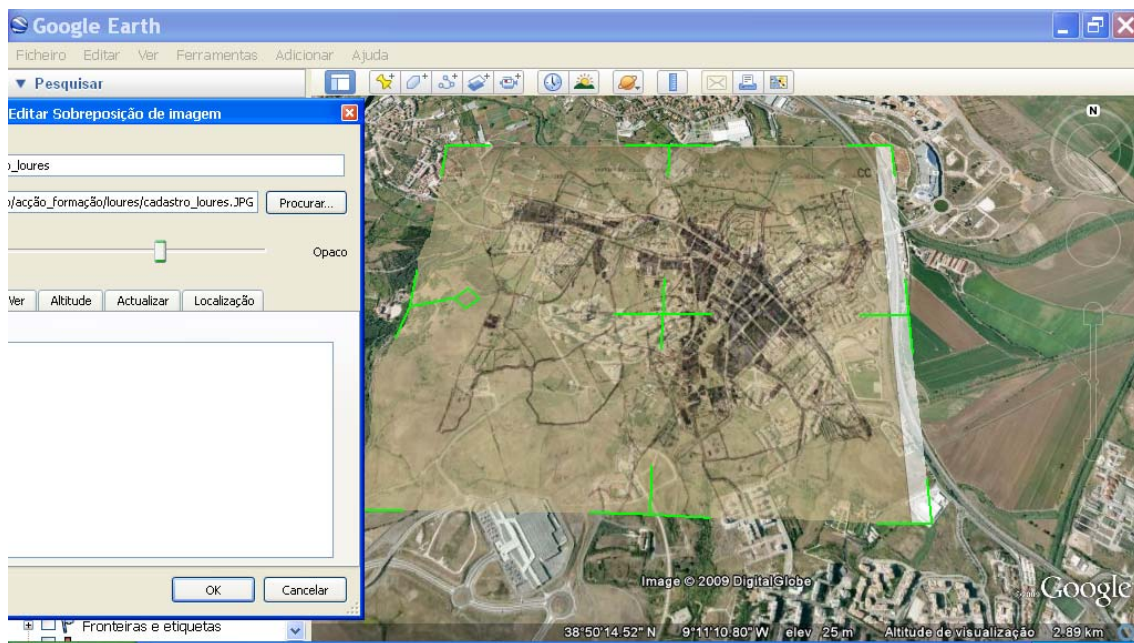 Google Earth
Ficheiro Editar Ver Ferramentas Adicionar Ajuda
Pesquisar
Editar Sobreposição de imagem
N
o_loures
CC
o/acção_formação/loures/cadastro_loures.JPG Procurar...
Opaco
Ver Altitude Actualizar Localização
OK Cancelar
Image © 2009 DigitalGlobe
Google
Fronteiras e etiquetas
38°50'14.52" N 9°11'10.80" W elev 25 m Altitude de visualização 2.89 km